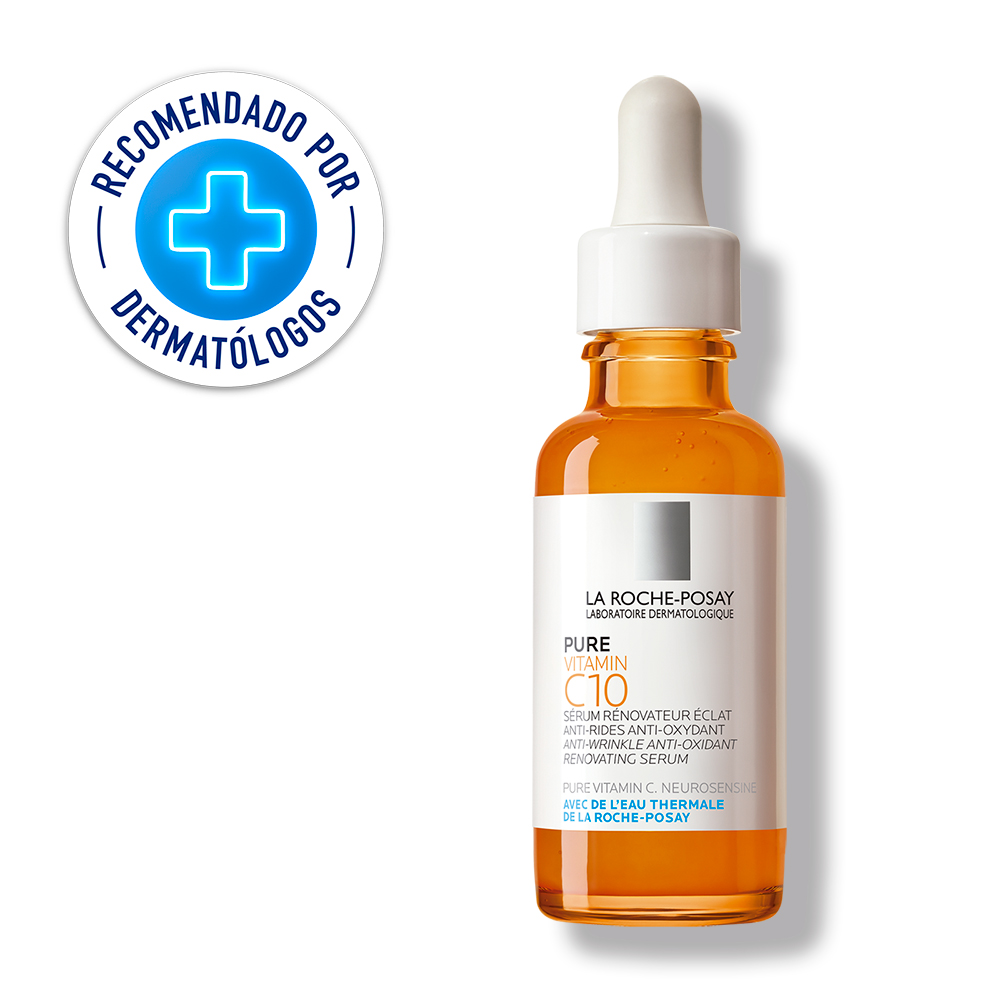 RECOMENDADO POR
DERMATÓLOGOS
LA ROCHE-POSAY
LABORATOIRE DERMATOLOGIQUE
PURE
VITAMIN
C10
SÉRUM RÉNOVATEUR ÉCLAT
ANTI-RIDES ANTI-OXYDANT
ANTI-WRINKLE ANTI-OXIDANT
RENOVATING SERUM
PURE VITAMIN C. NEUROSENSINE
AVEC DE L'EAU THERMALE
DE LA ROCHE-POSAY